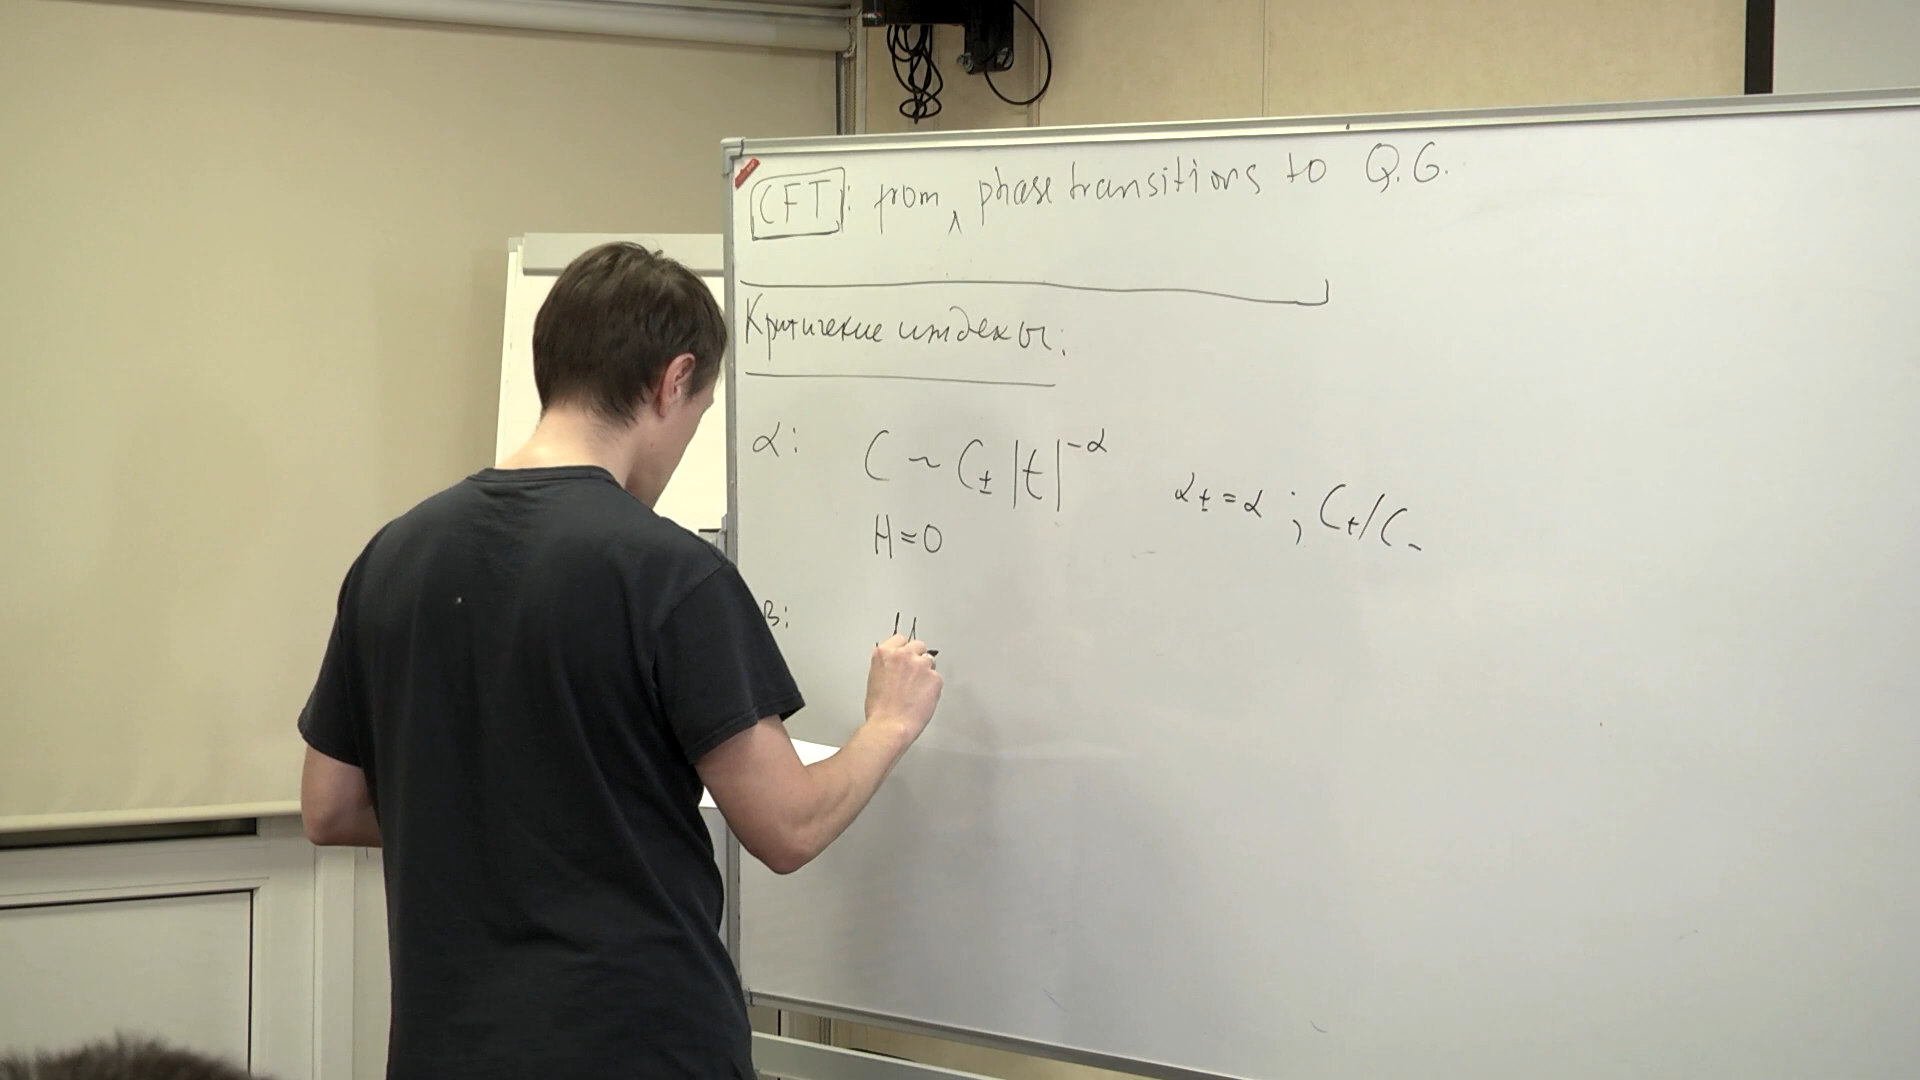 CFT: from ^ phase transitions to Q.G.
Критические индексы:
α: C ~ C± |t|^-α α± = α ; C+/C-
H=0
β: